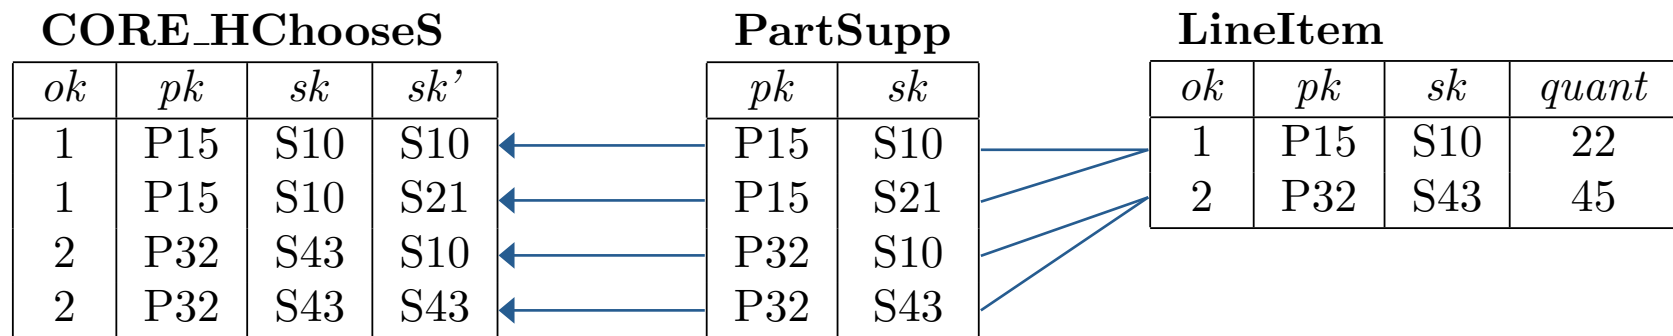 CORE_HChooseS PartSupp LineItem
ok pk sk sk' pk sk ok pk sk quant
1 P15 S10 S10 P15 S10 1 P15 S10 22
1 P15 S10 S21 P15 S21 2 P32 S43 45
2 P32 S43 S10 P32 S10
2 P32 S43 S43 P32 S43